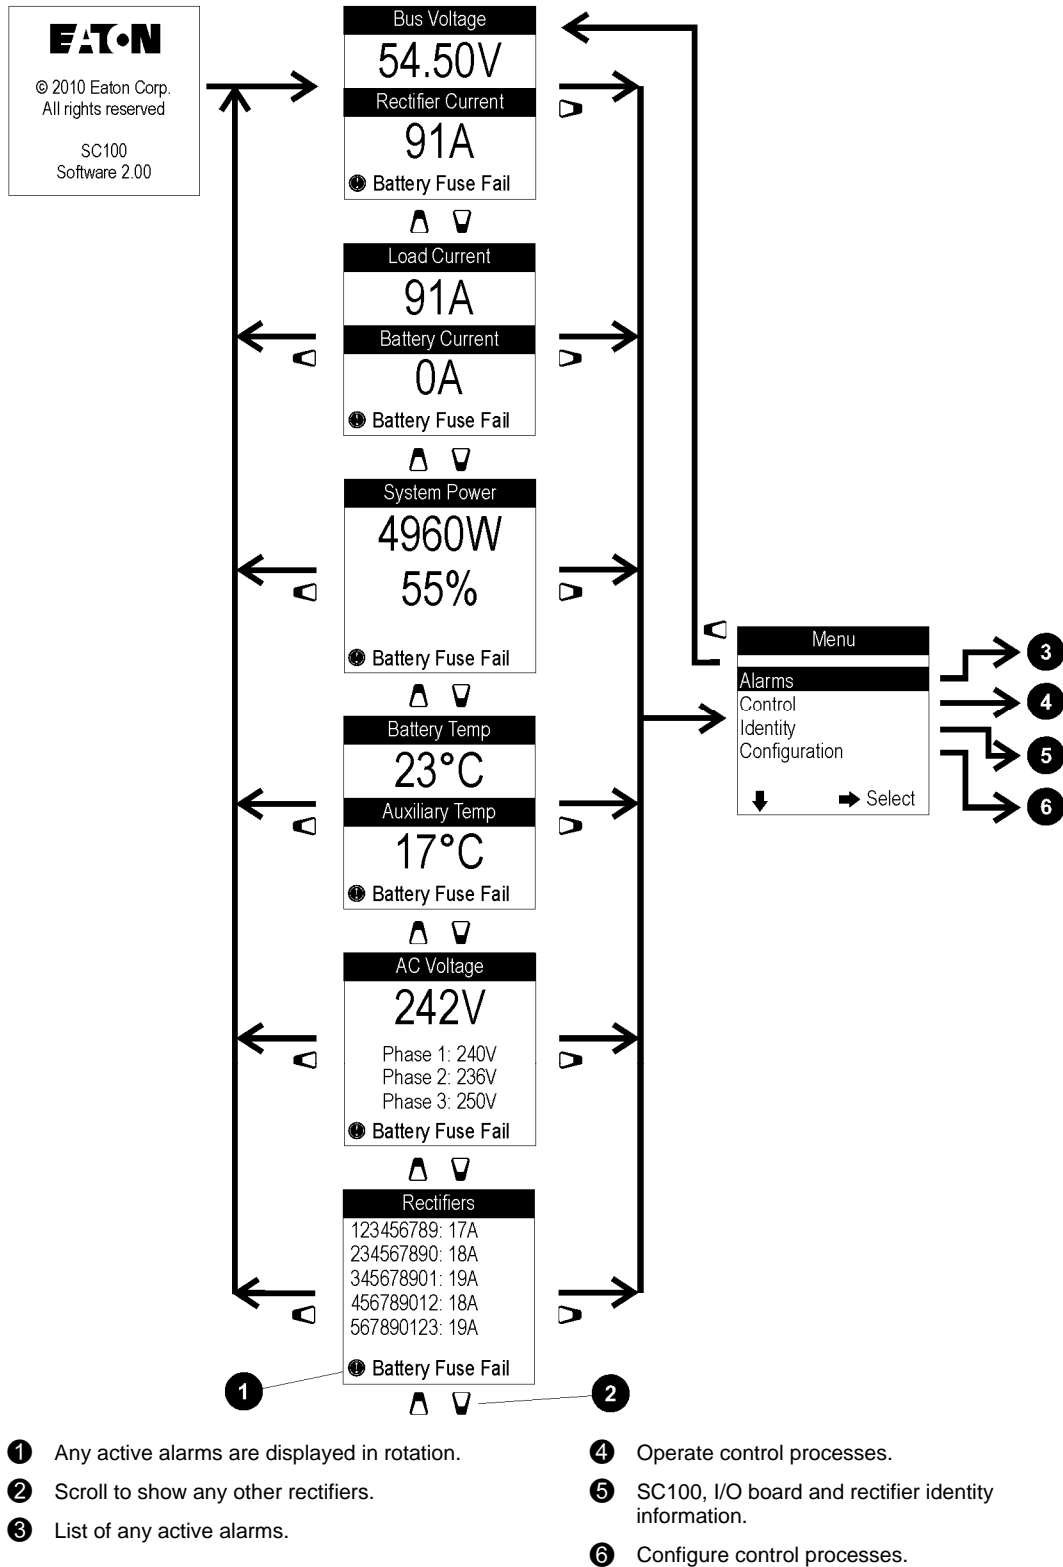 EATON
© 2010 Eaton Corp.
All rights reserved
SC100
Software 2.00
Bus Voltage
54.50V
Rectifier Current
91A
Battery Fuse Fail
Load Current
91A
Battery Current
0A
Battery Fuse Fail
System Power
4960W
55%
Battery Fuse Fail
Battery Temp
23°C
Auxiliary Temp
17°C
Battery Fuse Fail
AC Voltage
242V
Phase 1: 240V
Phase 2: 236V
Phase 3: 250V
Battery Fuse Fail
Rectifiers
123456789: 17A
234567890: 18A
345678901: 19A
456789012: 18A
567890123: 19A
Battery Fuse Fail
1
2
Menu
Alarms
Control
Identity
Configuration
Select
3
4
5
6
1 Any active alarms are displayed in rotation.
2 Scroll to show any other rectifiers.
3 List of any active alarms.
4 Operate control processes.
5 SC100, I/O board and rectifier identity
information.
6 Configure control processes.